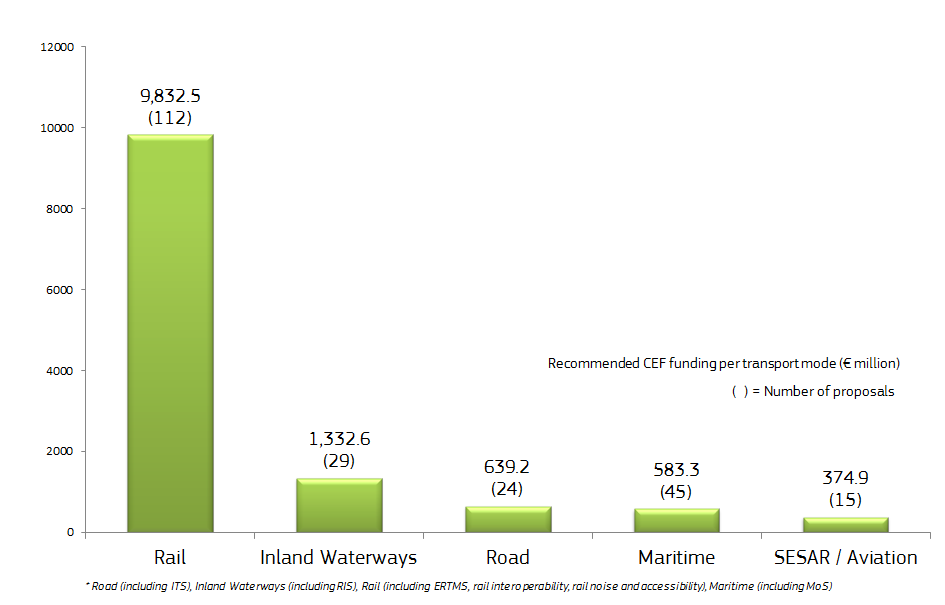 12000
10000
8000
6000
4000
2000
0
9,832.5
(112)
1,332.6
(29)
639.2
(24)
583.3
(45)
374.9
(15)
Recommended CEF funding per transport mode (€ million)
( ) = Number of proposals
Rail
Inland Waterways
Road
Maritime
SESAR / Aviation
* Road (including ITS), Inland Waterways (including RIS), Rail (including ERTMS, rail interoperability, rail noise and accessibility), Maritime (including MoS)